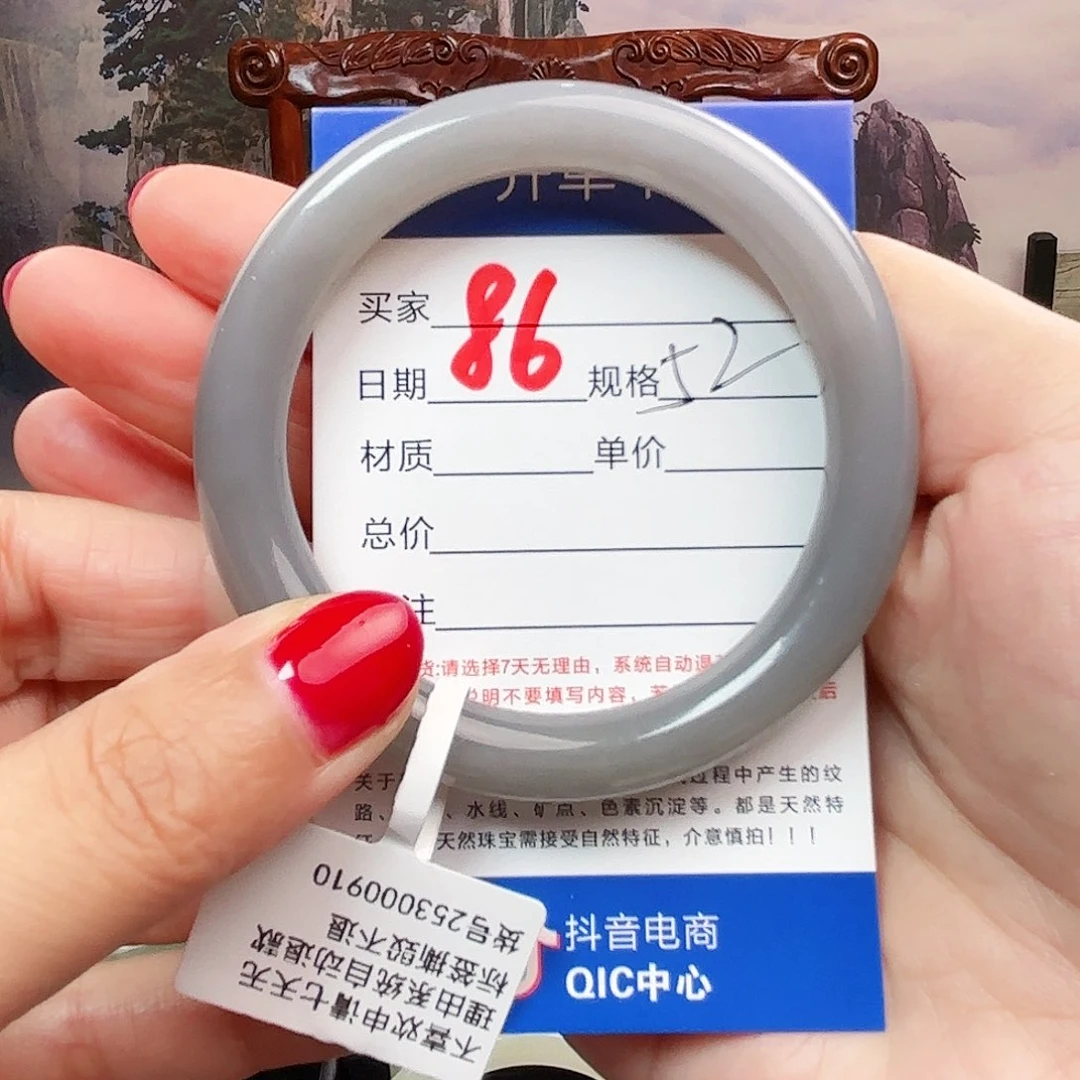 买家 86
日期 规格 52
材质 单价
总价
注
货:请选择7天无理由，系统自动退
说明不要填写内容， 后
关于 过程中产生的纹
路、 、水线、矿点、色素沉淀等。都是天然特
天然珠宝需接受自然特征，介意慎拍！！！
抖音电商
QIC中心
不喜欢申请七天无
理由系统自动退款
标签撕毁不退
货号253000910